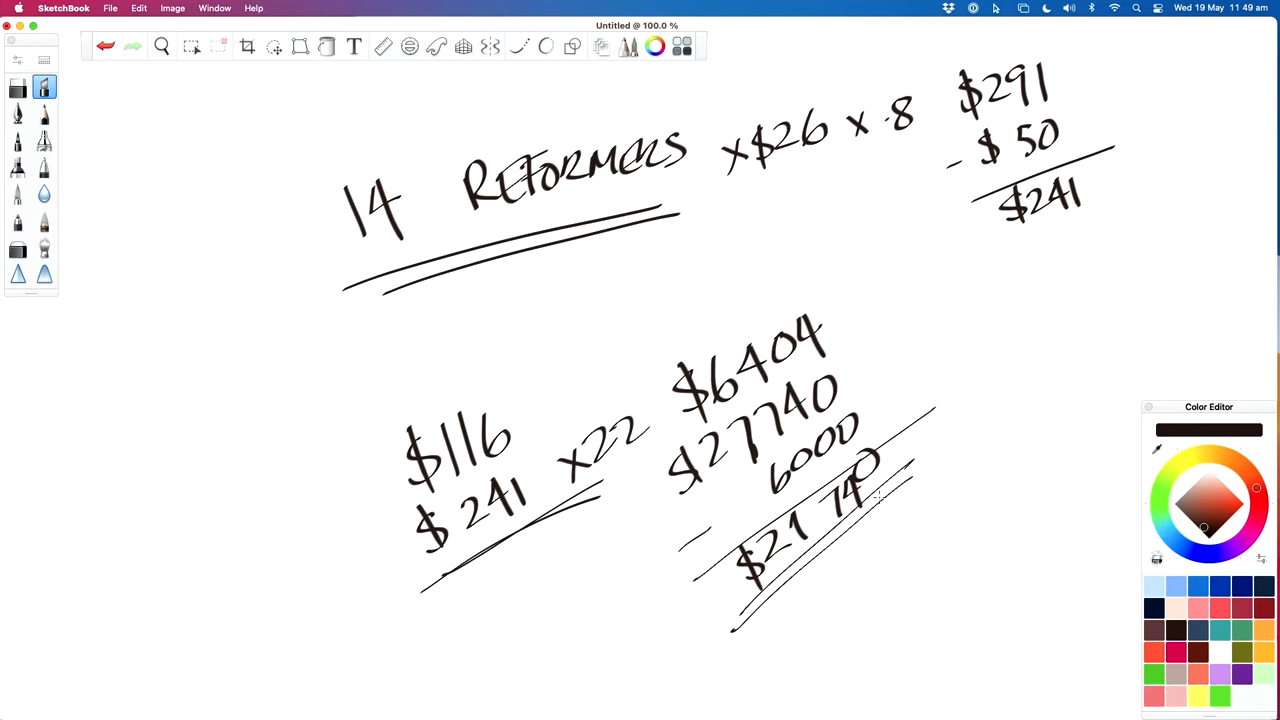 SketchBook File Edit Image Window Help Wed 19 May 11 49 am
Untitled @ 100.0 %
14 REFORMERS x $26 x .8
$291
- $ 50
$241
$116
$ 241
x22
$6404
$27740
- 6000
$21 740
Color Editor